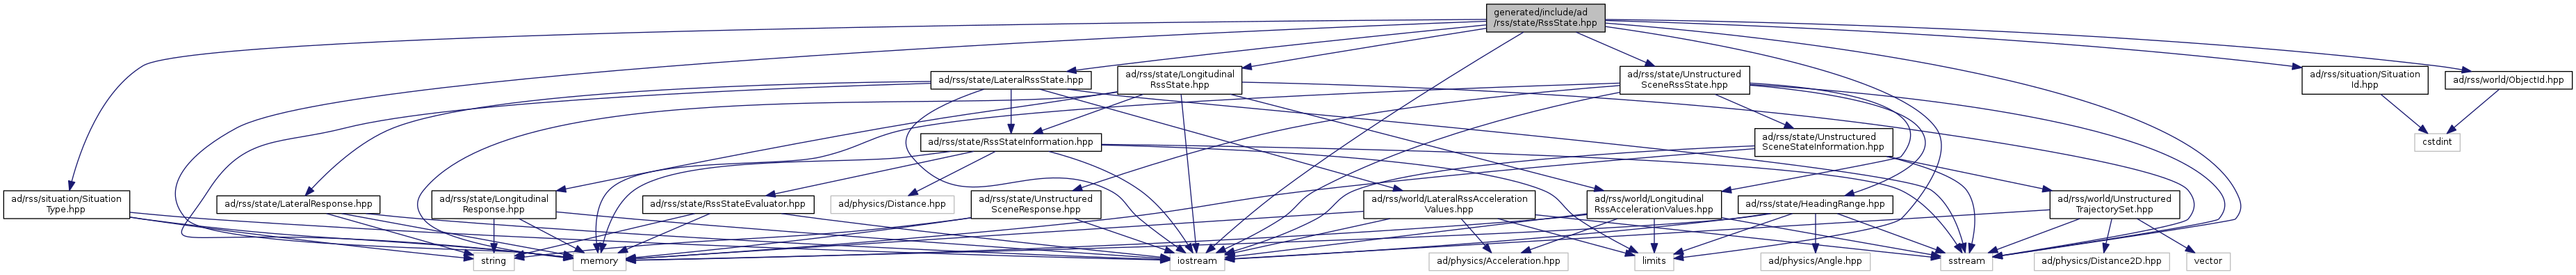 generated/include/ad
/rss/state/RssState.hpp
ad/rss/state/LateralRssState.hpp
ad/rss/state/Longitudinal
RssState.hpp
ad/rss/state/Unstructured
SceneRssState.hpp
ad/rss/situation/Situation
Id.hpp
ad/rss/world/ObjectId.hpp
ad/rss/state/RssStateInformation.hpp
ad/rss/state/Unstructured
SceneStateInformation.hpp
cstdint
ad/rss/situation/Situation
Type.hpp
ad/rss/state/LateralResponse.hpp
ad/rss/state/Longitudinal
Response.hpp
ad/rss/state/RssStateEvaluator.hpp
ad/physics/Distance.hpp
ad/rss/state/Unstructured
SceneResponse.hpp
ad/rss/world/LateralRssAcceleration
Values.hpp
ad/rss/world/Longitudinal
RssAccelerationValues.hpp
ad/rss/state/HeadingRange.hpp
ad/rss/world/Unstructured
TrajectorySet.hpp
string
memory
iostream
ad/physics/Acceleration.hpp
limits
ad/physics/Angle.hpp
sstream
ad/physics/Distance2D.hpp
vector